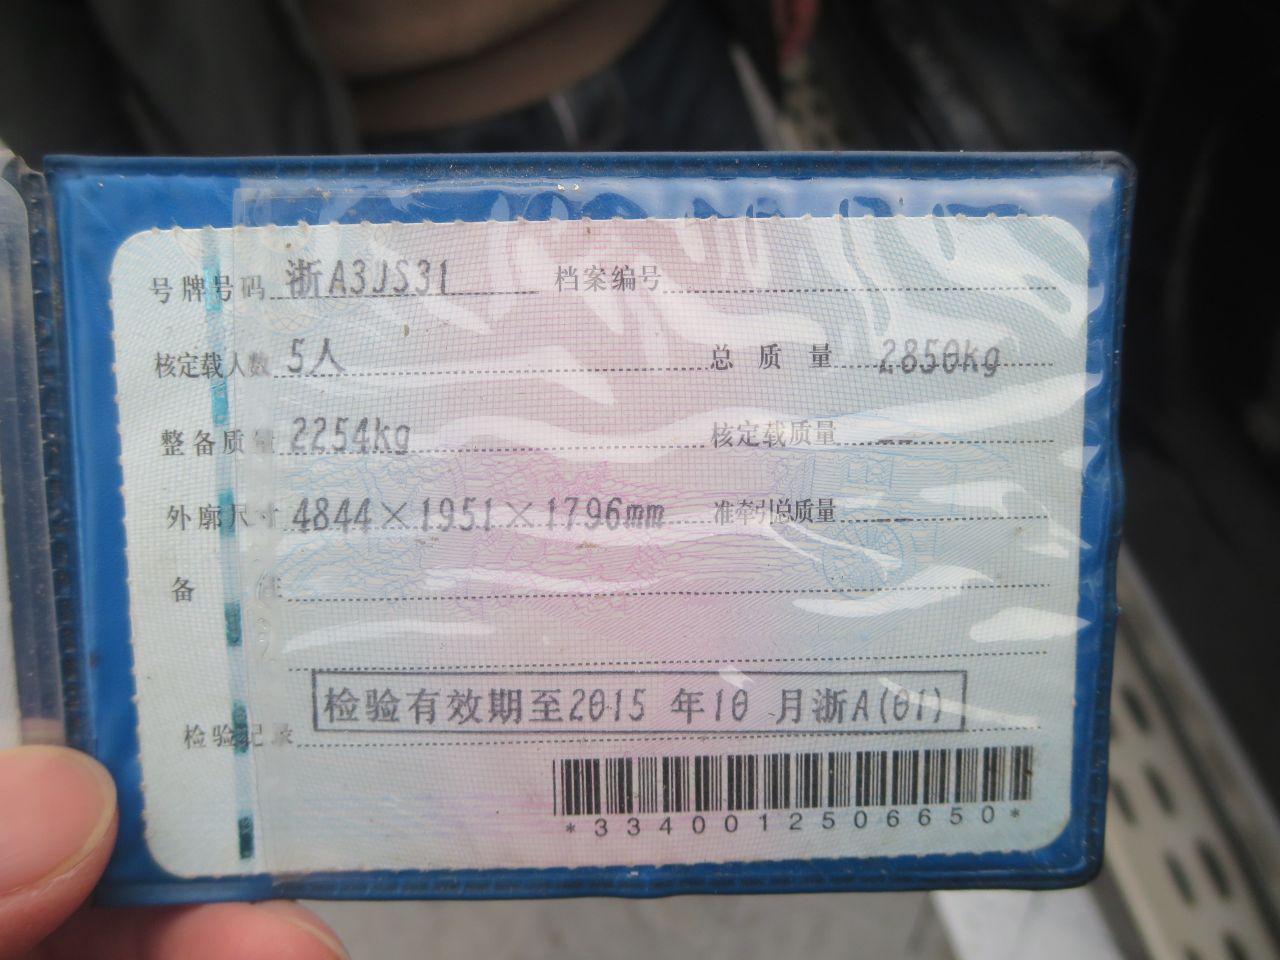 号牌号码 浙A3JS31 档案编号
核定载人数 5人 总质量 2850kg
整备质量 2254kg 核定载质量 --
外廓尺寸 4844×1951×1796mm 准牵引总质量 --
备注
检验有效期至2015 年10 月浙A(01)
检验记录
*3340012506650*